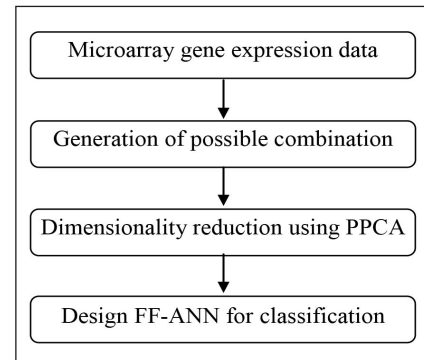 Microarray gene expression data
Generation of possible combination
Dimensionality reduction using PPCA
Design FF-ANN for classification